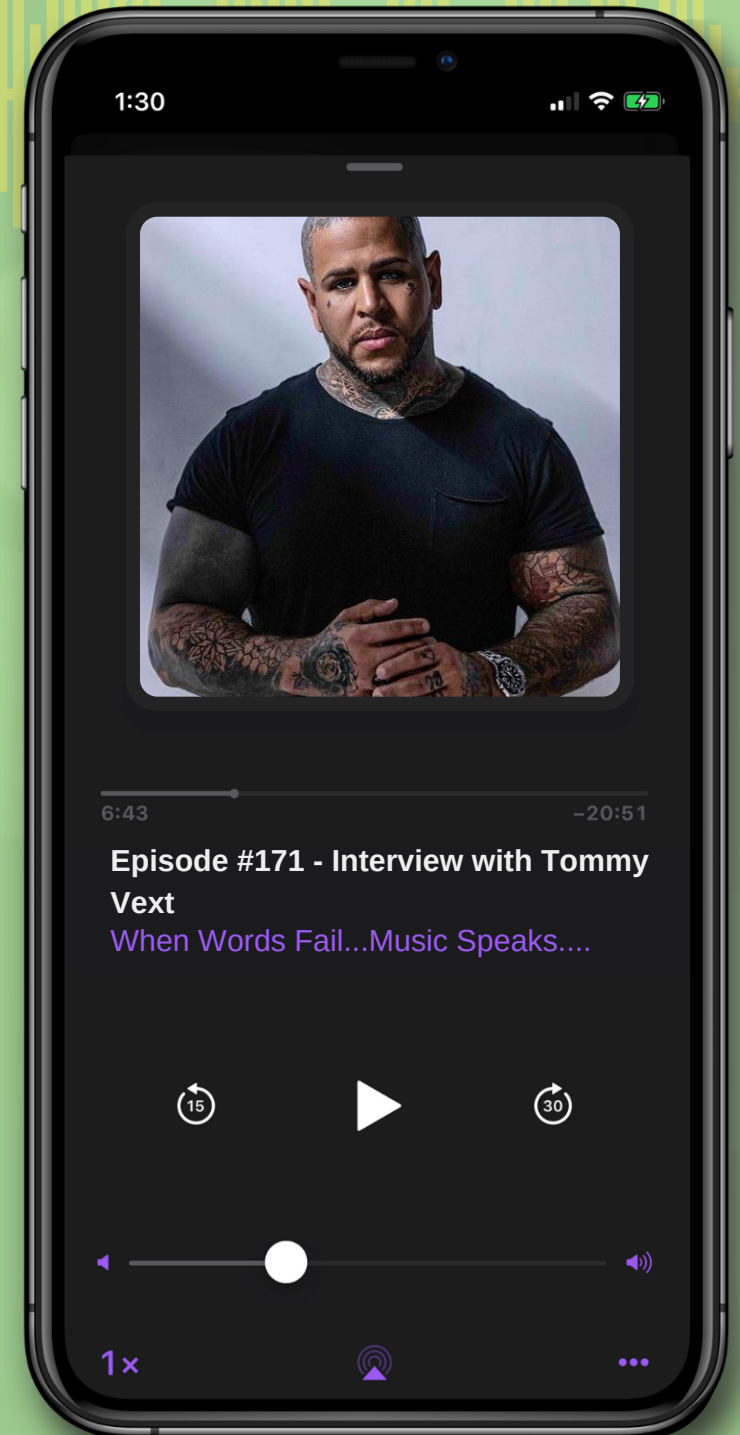 1:30
6:43
−20:51
Episode #171 - Interview with Tommy
Vext
When Words Fail...Music Speaks....
15
30
1×